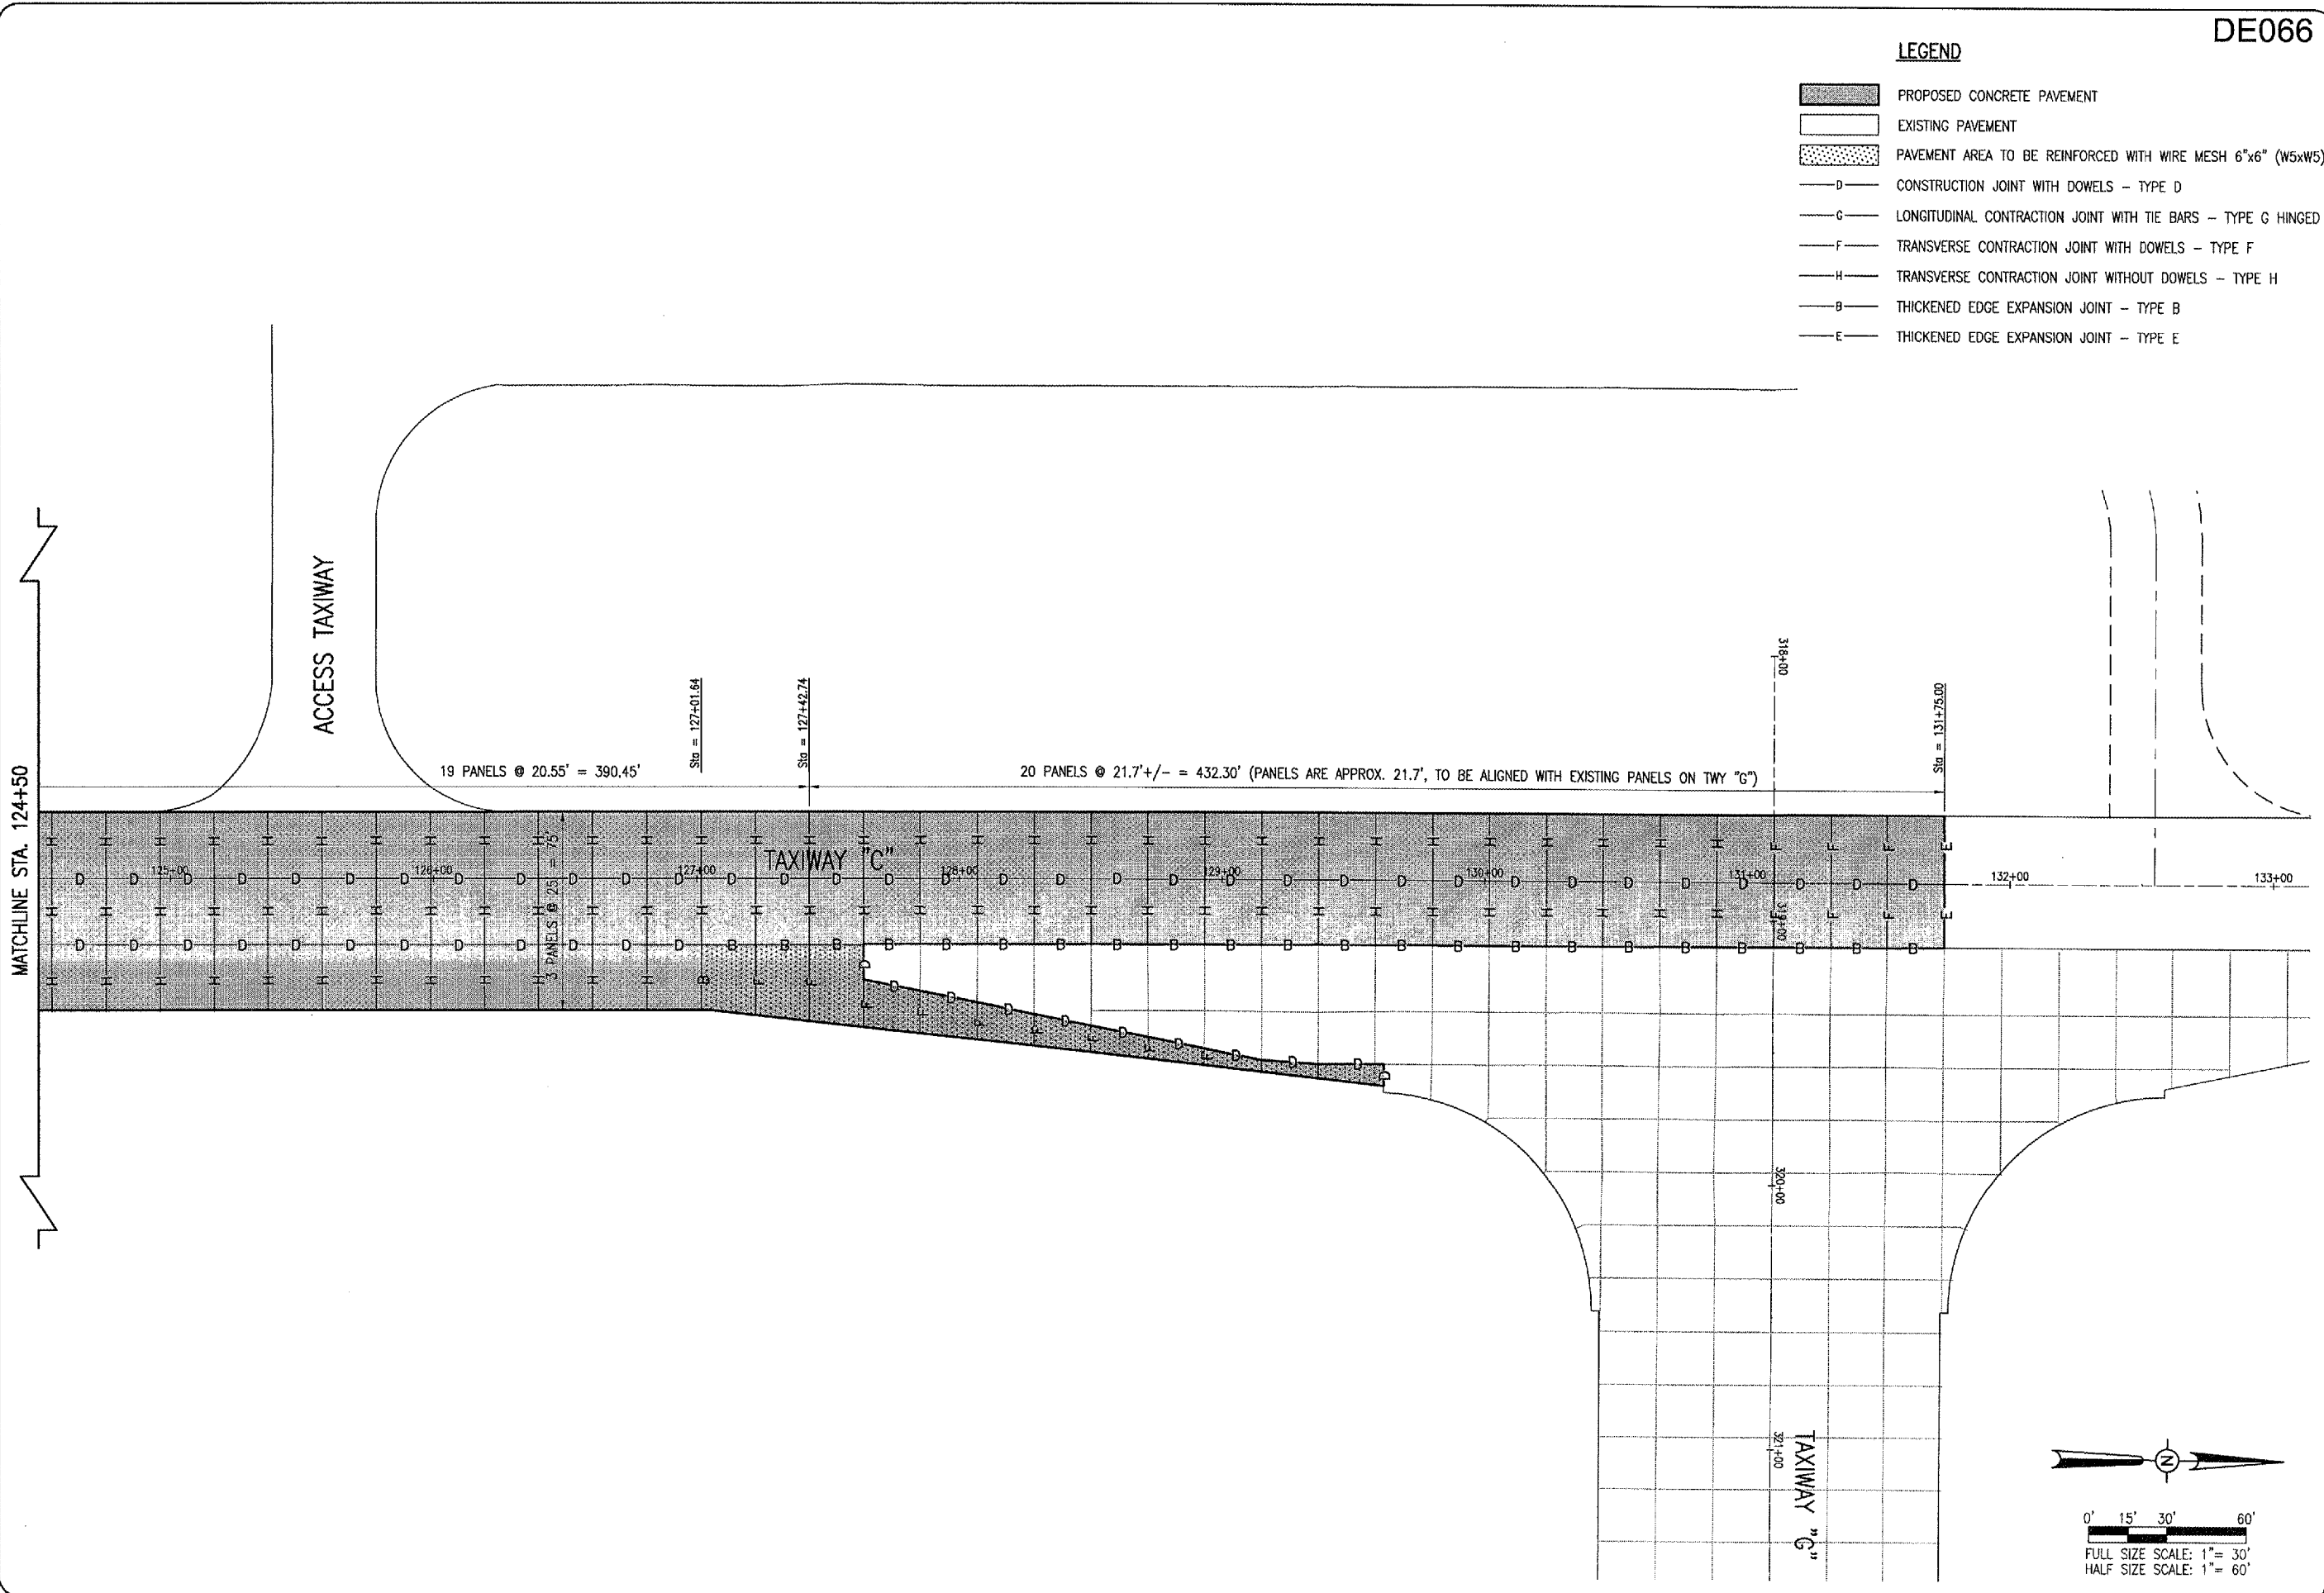 DE066
LEGEND
PROPOSED CONCRETE PAVEMENT
EXISTING PAVEMENT
PAVEMENT AREA TO BE REINFORCED WITH WIRE MESH 6"x6" (W5xW5)
D CONSTRUCTION JOINT WITH DOWELS – TYPE D
G LONGITUDINAL CONTRACTION JOINT WITH TIE BARS – TYPE G HINGED
F TRANSVERSE CONTRACTION JOINT WITH DOWELS – TYPE F
H TRANSVERSE CONTRACTION JOINT WITHOUT DOWELS – TYPE H
B THICKENED EDGE EXPANSION JOINT – TYPE B
E THICKENED EDGE EXPANSION JOINT – TYPE E
ACCESS TAXIWAY
MATCHLINE STA. 124+50
Sta = 127+01.64
Sta = 127+42.74
318+00
Sta = 131+75.00
19 PANELS @ 20.55' = 390.45'
20 PANELS @ 21.7'+/- = 432.30' (PANELS ARE APPROX. 21.7', TO BE ALIGNED WITH EXISTING PANELS ON TWY "G")
TAXIWAY "C"
125+00
126+00
127+00
128+00
129+00
130+00
131+00
132+00
133+00
3 PANELS @ 25' = 75'
319+00
320+00
321+00
TAXIWAY "G"
N
0' 15' 30' 60'
FULL SIZE SCALE: 1"= 30'
HALF SIZE SCALE: 1"= 60'